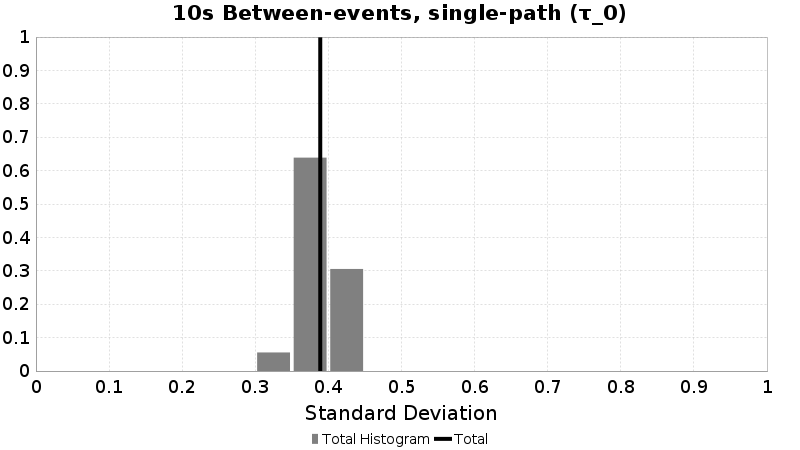 10s Between-events, single-path (τ_0)
1
0.9
0.8
0.7
0.6
0.5
0.4
0.3
0.2
0.1
0
0 0.1 0.2 0.3 0.4 0.5 0.6 0.7 0.8 0.9 1
Standard Deviation
Total Histogram Total